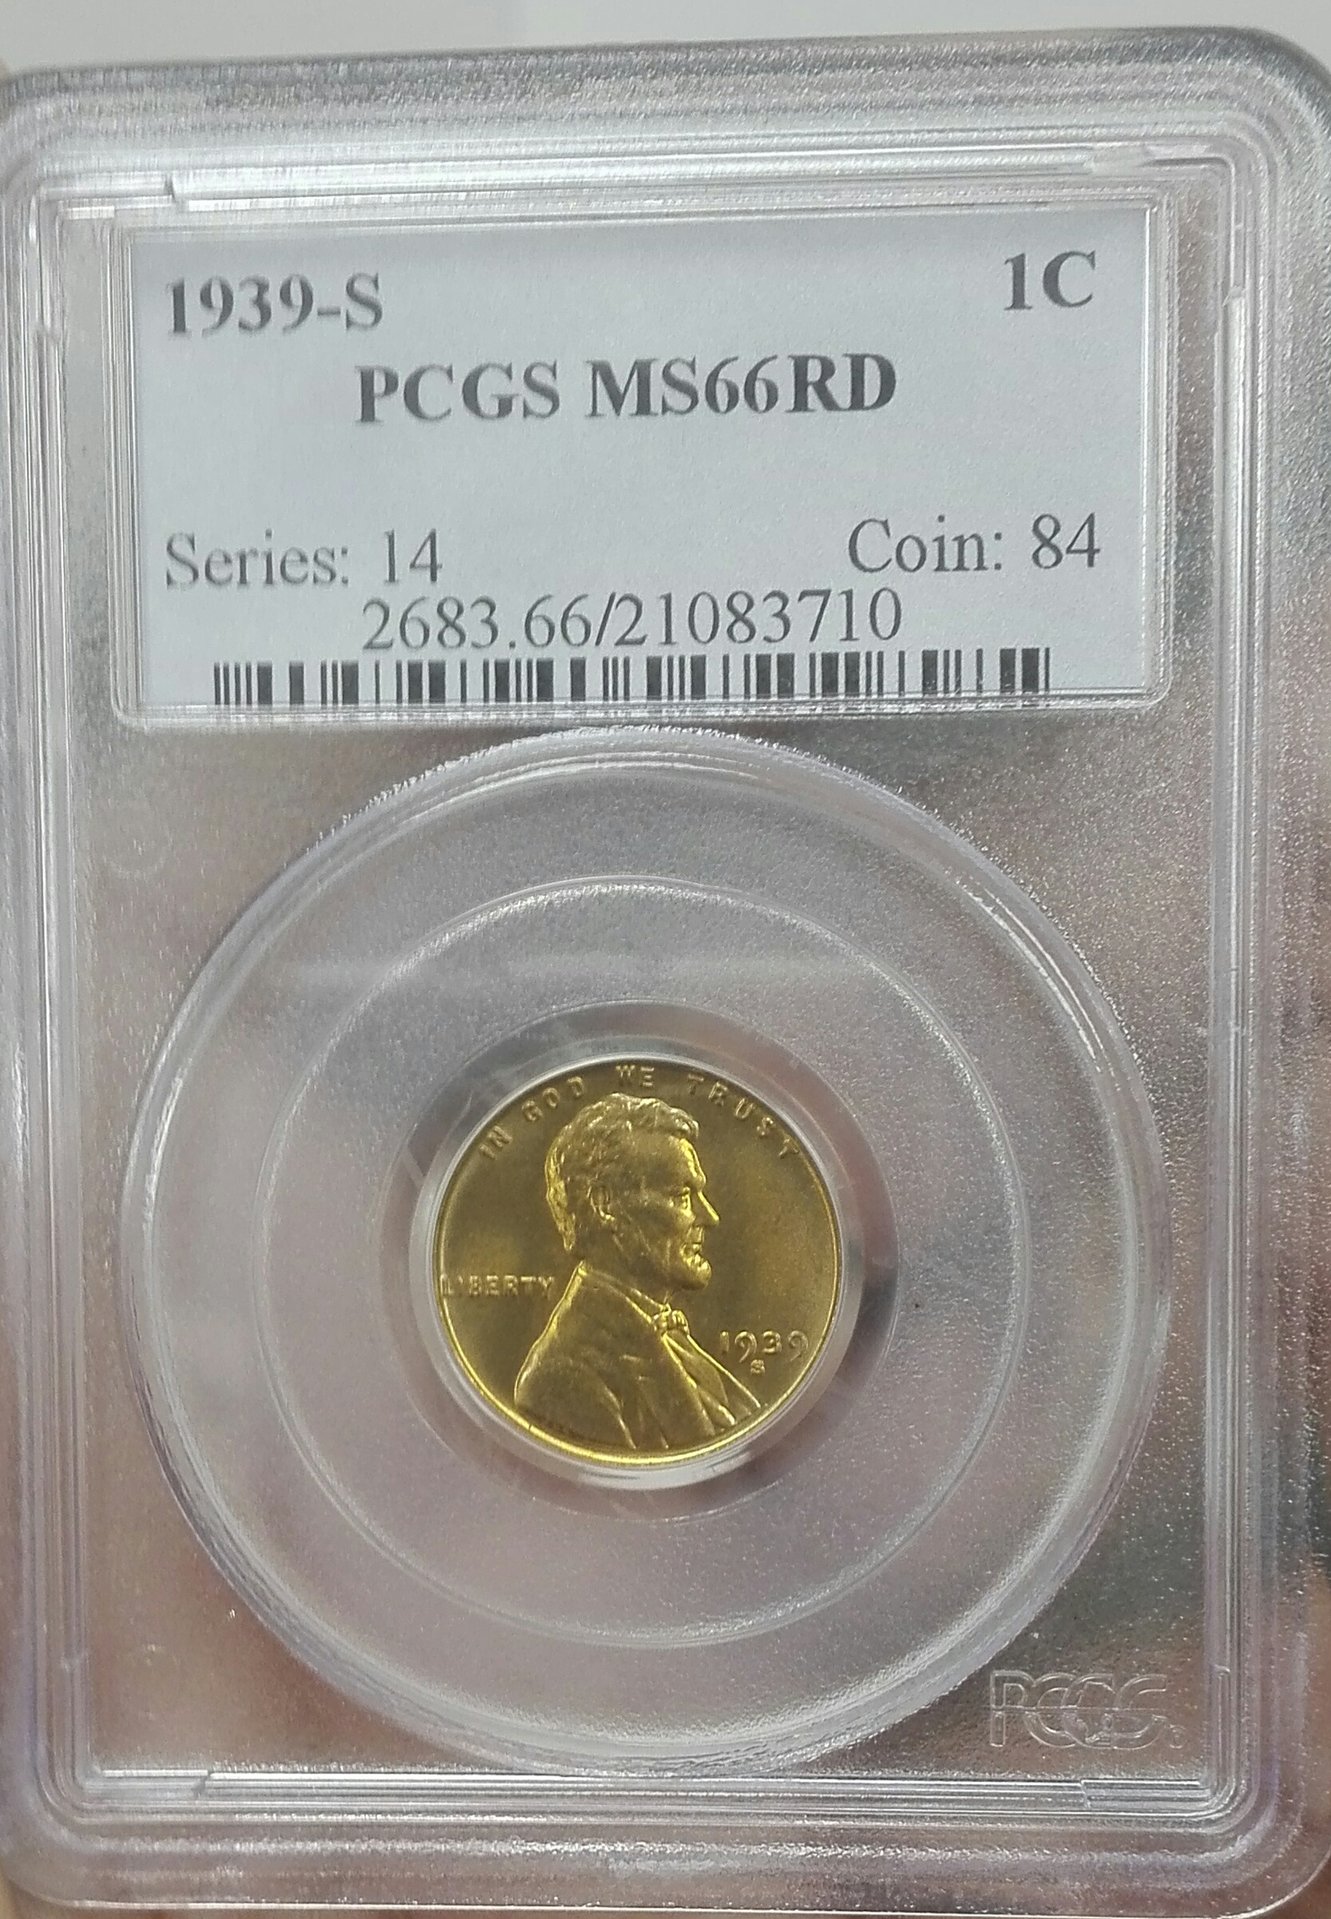 1939-S 1C
PCGS MS66RD
Series: 14 Coin: 84
2683.66/21083710
IN GOD WE TRUST
LIBERTY
1939
S
PCGS